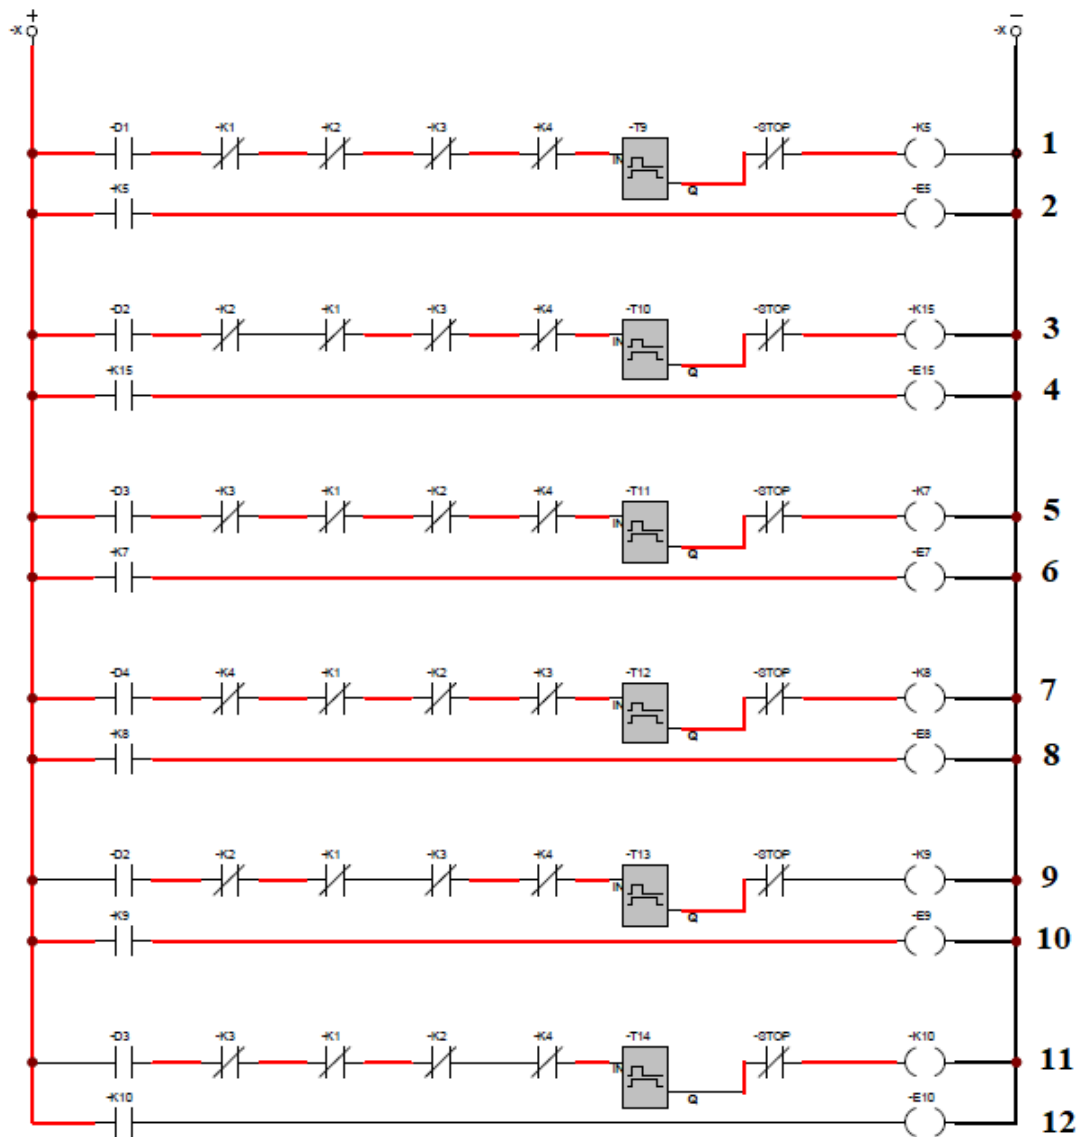 + −
-x -x
-D1 -K1 -K2 -K3 -K4 -T9 -STOP -K5 1
IN Q
-K5 -E5 2
-D2 -K2 -K1 -K3 -K4 -T10 -STOP -K15 3
IN Q
-K15 -E15 4
-D3 -K3 -K1 -K2 -K4 -T11 -STOP -K7 5
IN Q
-K7 -E7 6
-D4 -K4 -K1 -K2 -K3 -T12 -STOP -K8 7
IN Q
-K8 -E8 8
-D2 -K2 -K1 -K3 -K4 -T13 -STOP -K9 9
IN Q
-K9 -E9 10
-D3 -K3 -K1 -K2 -K4 -T14 -STOP -K10 11
IN Q
-K10 -E10 12